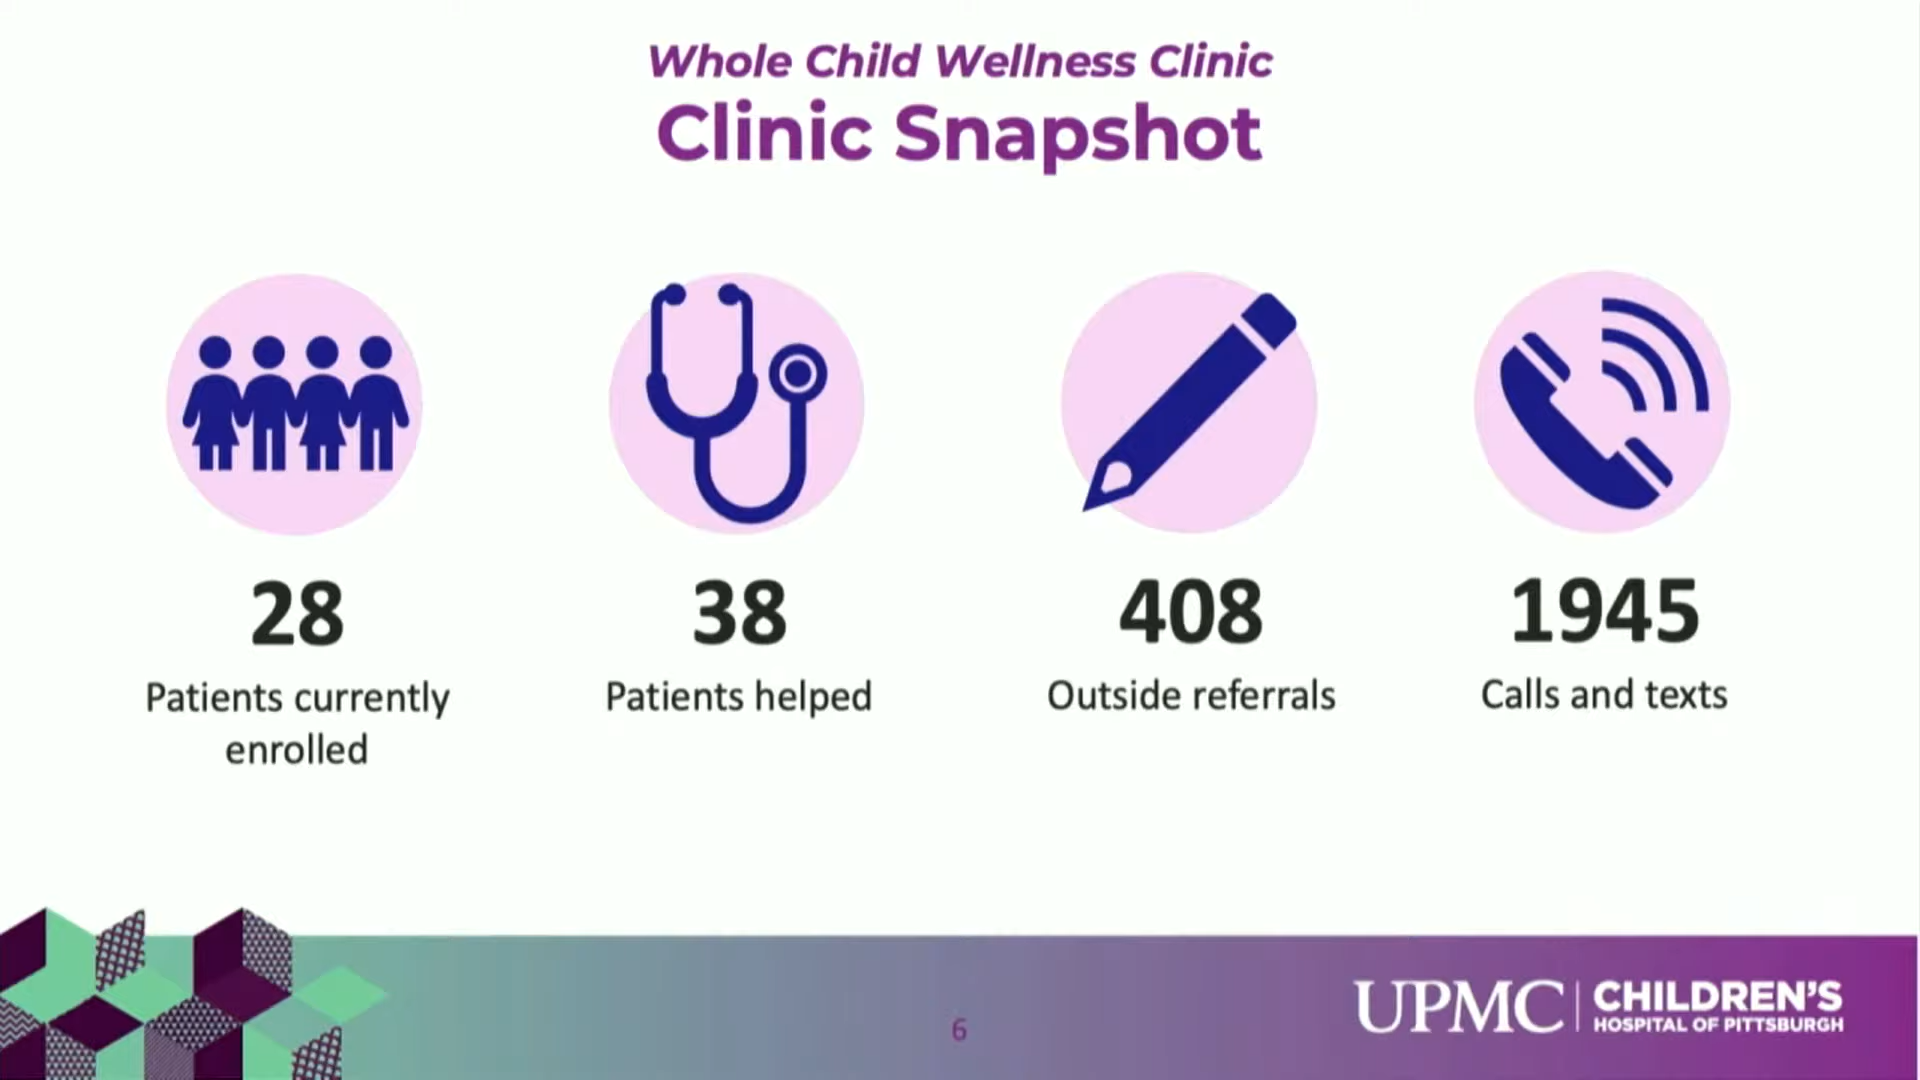 Whole Child Wellness Clinic
Clinic Snapshot
28
Patients currently
enrolled
38
Patients helped
408
Outside referrals
1945
Calls and texts
6
UPMC CHILDREN'S
HOSPITAL OF PITTSBURGH